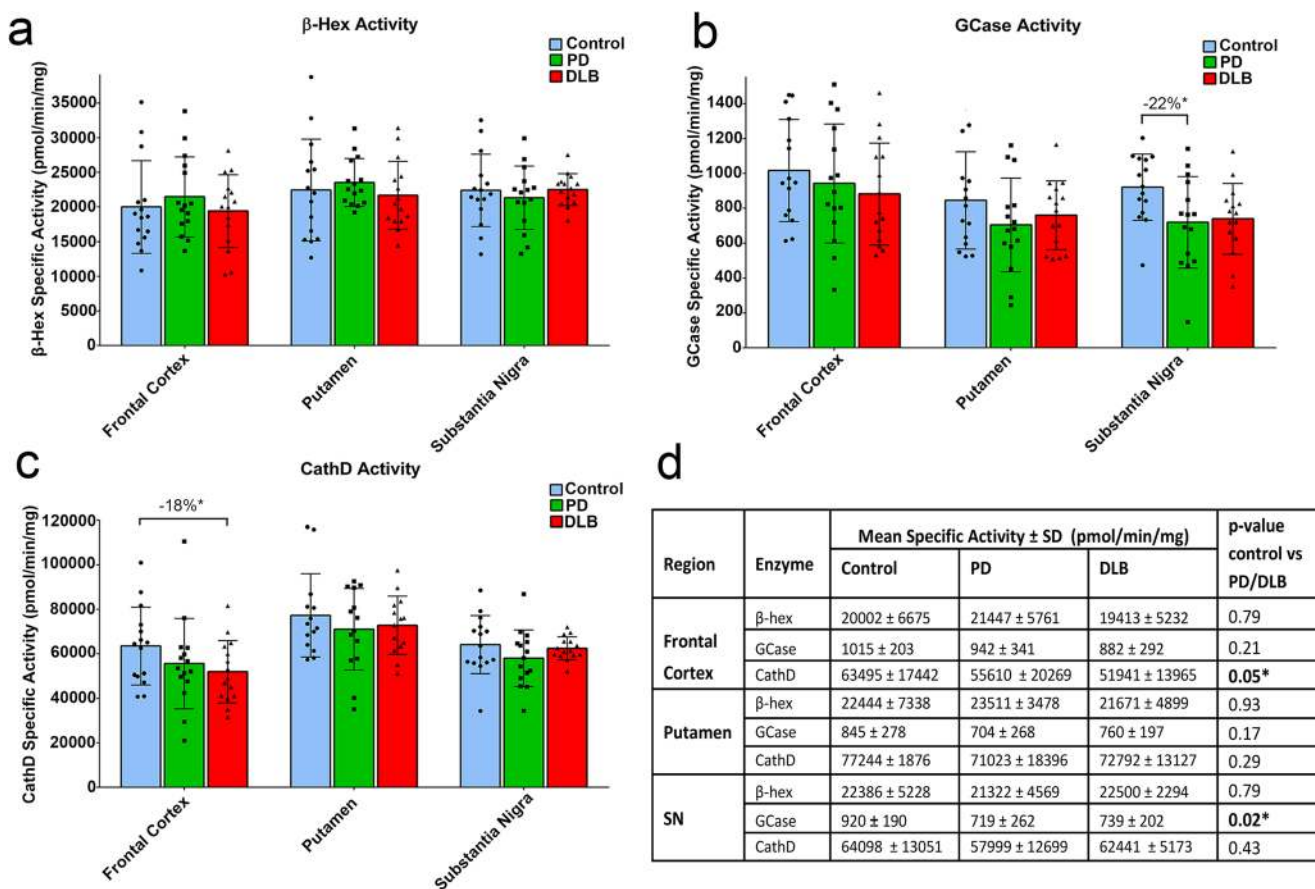 a
β-Hex Activity
Control
PD
DLB
β-Hex Specific Activity (pmol/min/mg)
35000
30000
25000
20000
15000
10000
5000
0
Frontal Cortex
Putamen
Substantia Nigra
b
GCase Activity
Control
PD
DLB
-22%*
GCase Specific Activity (pmol/min/mg)
1400
1200
1000
800
600
400
200
0
Frontal Cortex
Putamen
Substantia Nigra
c
CathD Activity
Control
PD
DLB
-18%*
CathD Specific Activity (pmol/min/mg)
120000
100000
80000
60000
40000
20000
0
Frontal Cortex
Putamen
Substantia Nigra
d
Region Enzyme Mean Specific Activity ± SD (pmol/min/mg) p-value control vs PD/DLB
Control PD DLB
Frontal Cortex
β-hex 20002 ± 6675 21447 ± 5761 19413 ± 5232 0.79
GCase 1015 ± 203 942 ± 341 882 ± 292 0.21
CathD 63495 ± 17442 55610 ± 20269 51941 ± 13965 0.05*
Putamen
β-hex 22444 ± 7338 23511 ± 3478 21671 ± 4899 0.93
GCase 845 ± 278 704 ± 268 760 ± 197 0.17
CathD 77244 ± 1876 71023 ± 18396 72792 ± 13127 0.29
SN
β-hex 22386 ± 5228 21322 ± 4569 22500 ± 2294 0.79
GCase 920 ± 190 719 ± 262 739 ± 202 0.02*
CathD 64098 ± 13051 57999 ± 12699 62441 ± 5173 0.43